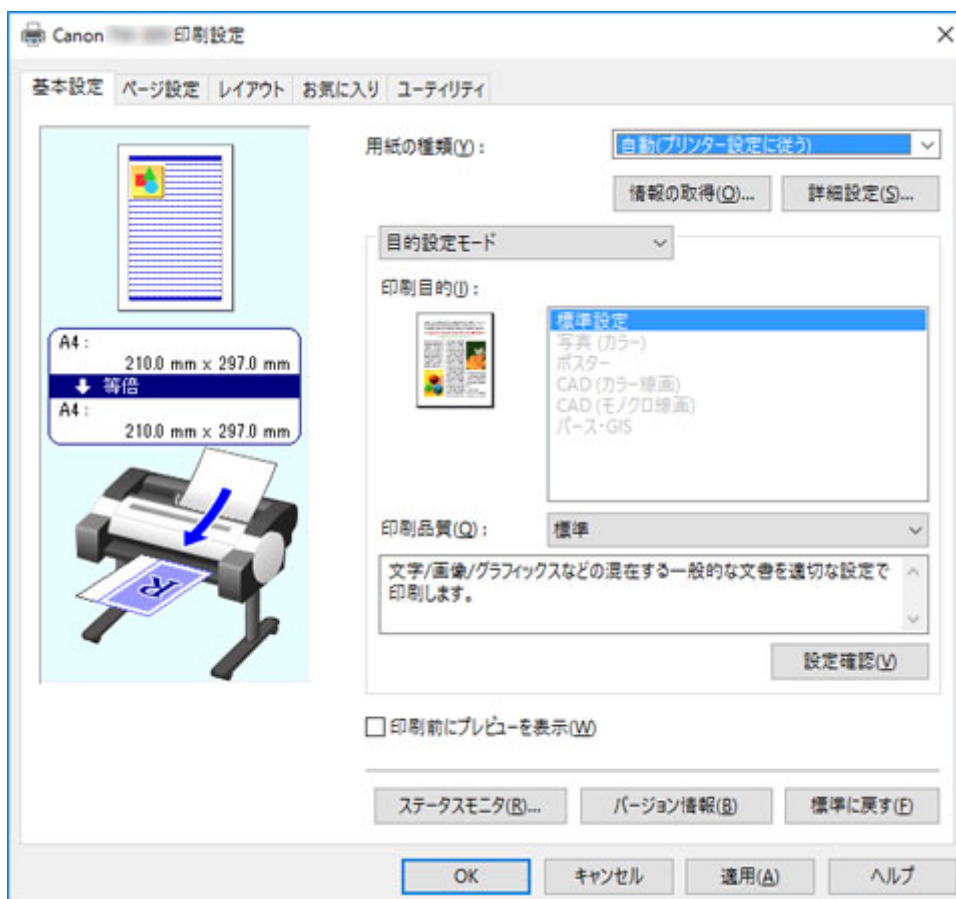 Canon 印刷設定
基本設定 ページ設定 レイアウト お気に入り ユーティリティ
用紙の種類(Y): 自動(プリンター設定に従う)
情報の取得(O)... 詳細設定(S)...
目的設定モード
印刷目的(I):
標準設定
写真 (カラー)
ポスター
CAD (カラー線画)
CAD (モノクロ線画)
パース・GIS
A4 :
210.0 mm x 297.0 mm
等倍
A4 :
210.0 mm x 297.0 mm
R
印刷品質(Q): 標準
文字/画像/グラフィックスなどの混在する一般的な文書を適切な設定で
印刷します。
設定確認(V)
印刷前にプレビューを表示(W)
ステータスモニタ(R)... バージョン情報(B) 標準に戻す(F)
OK キャンセル 適用(A) ヘルプ